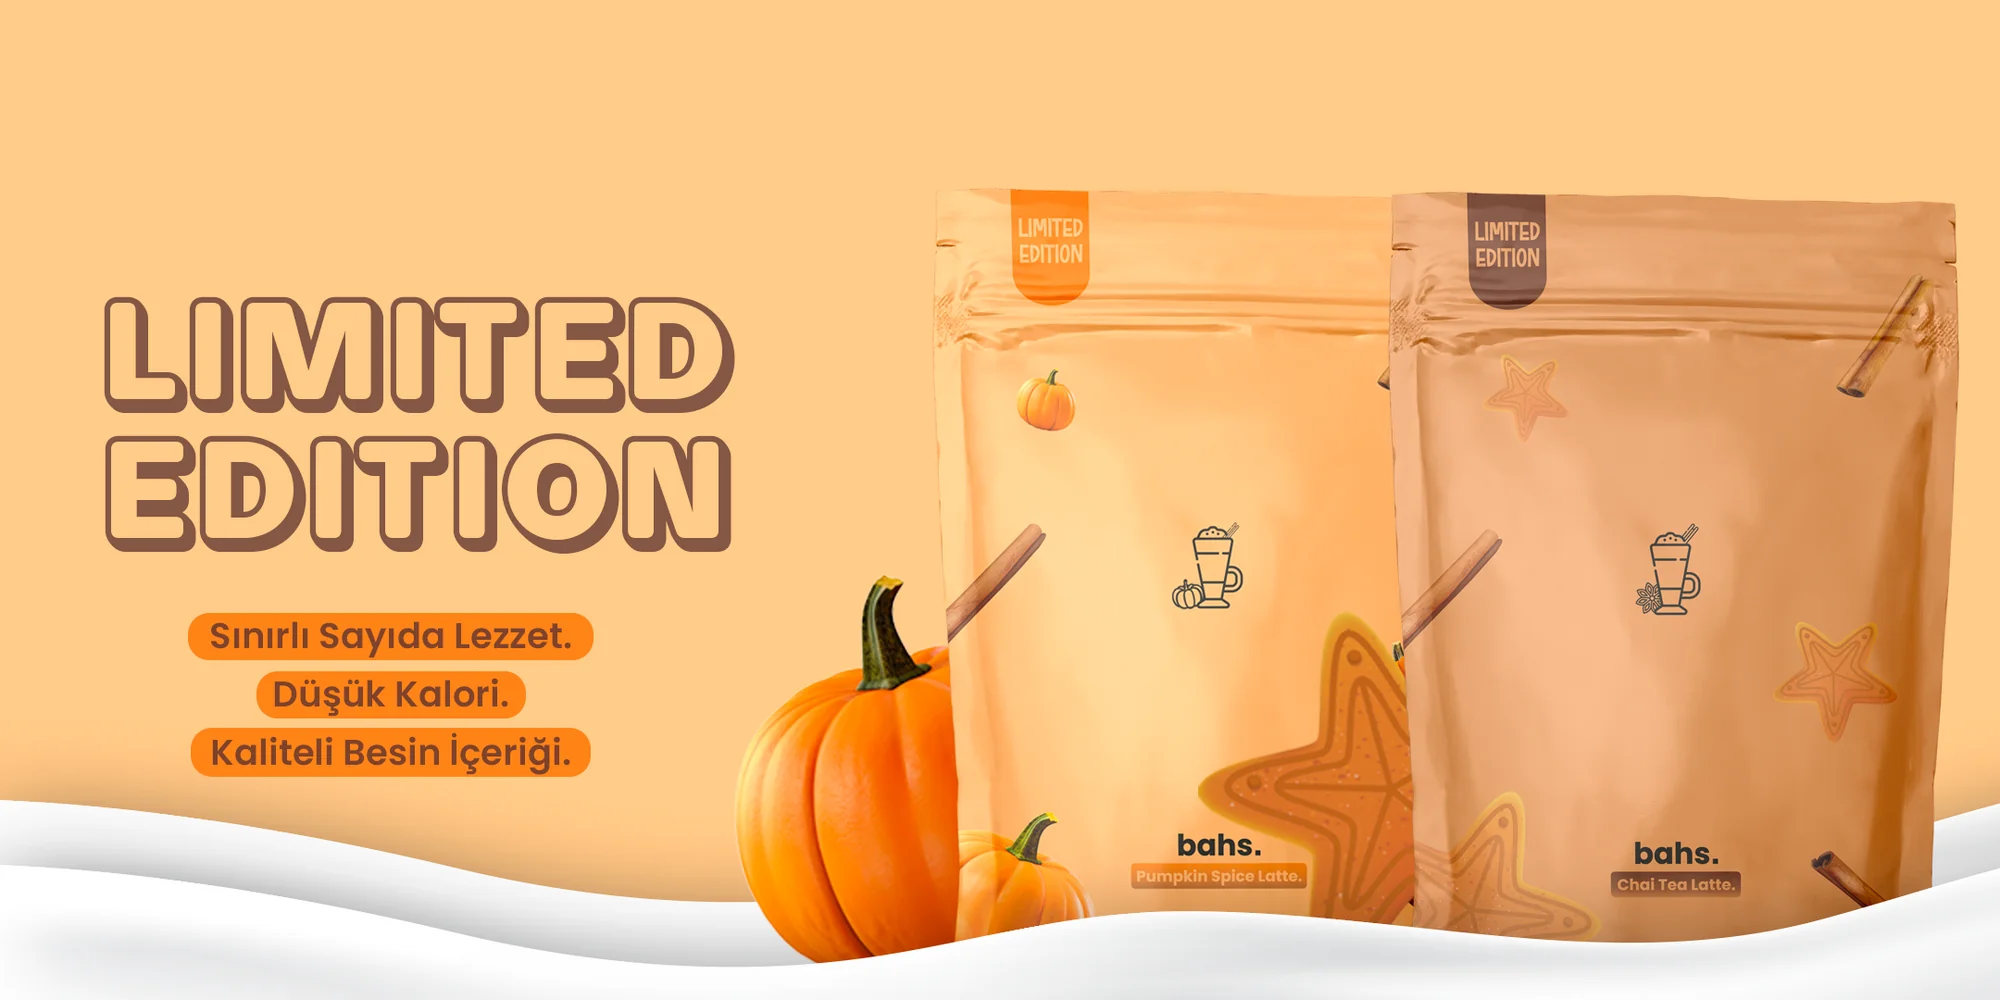 LIMITED
EDITION
Sınırlı Sayıda Lezzet.
Düşük Kalori.
Kaliteli Besin İçeriği.
LIMITED
EDITION
bahs.
Pumpkin Spice Latte.
LIMITED
EDITION
bahs.
Chai Tea Latte.